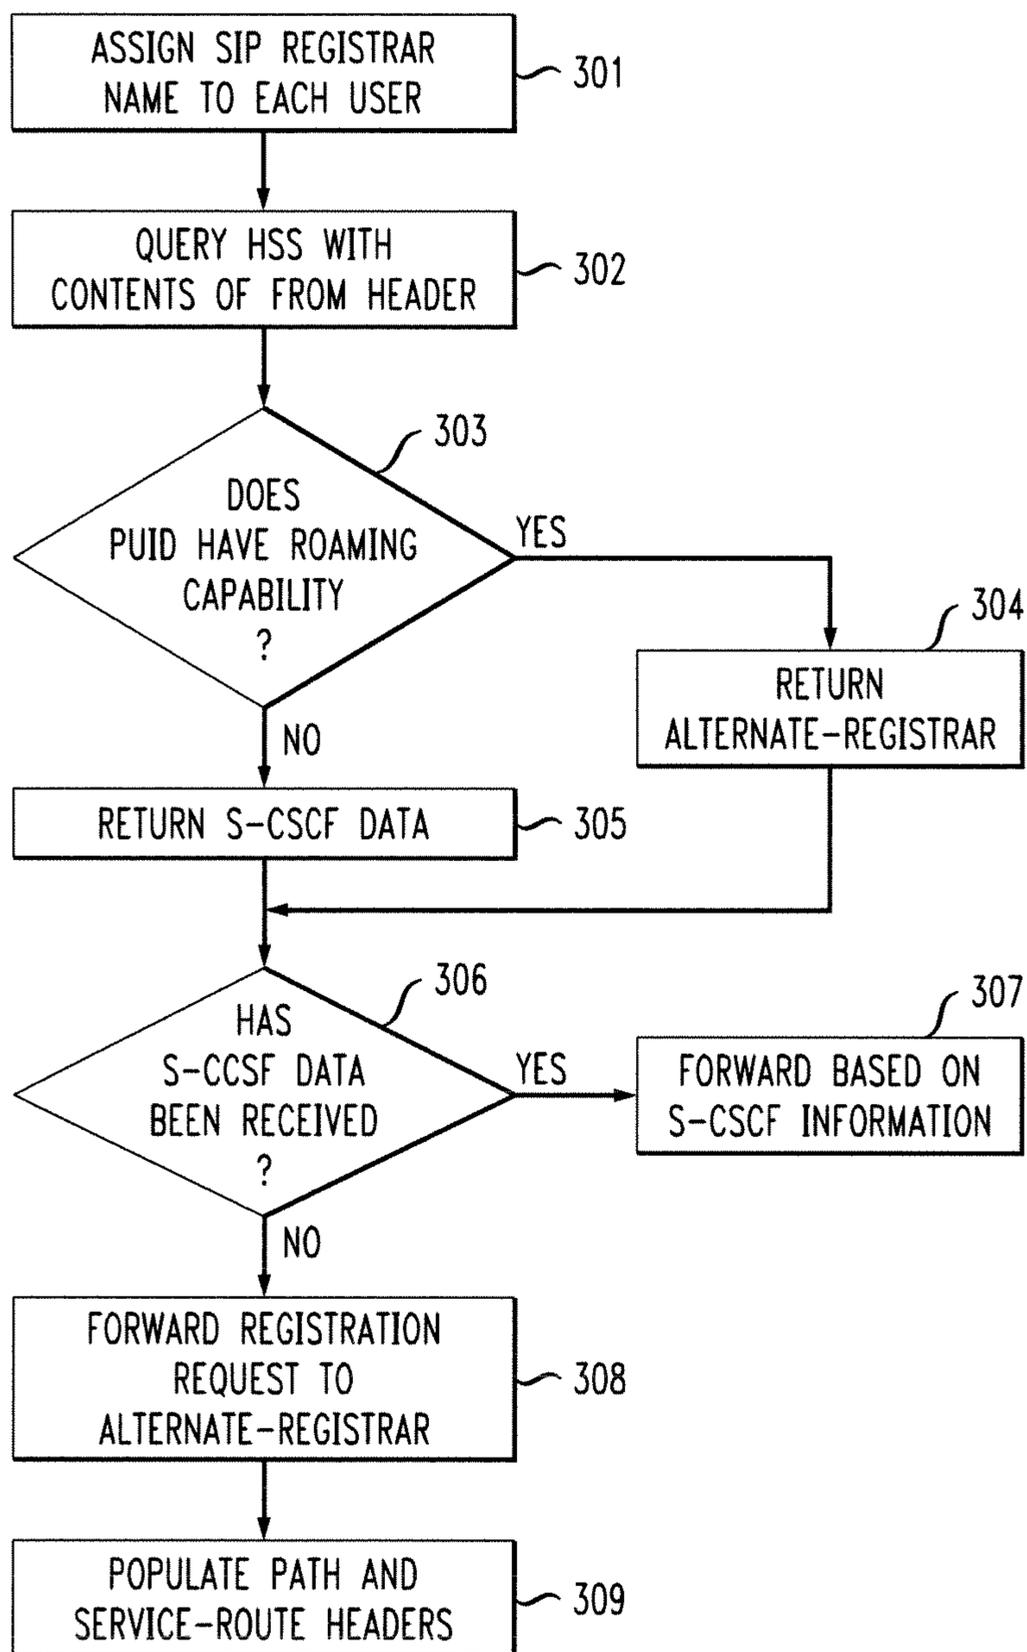 ASSIGN SIP REGISTRAR
NAME TO EACH USER
301
QUERY HSS WITH
CONTENTS OF FROM HEADER
302
303
DOES
PUID HAVE ROAMING
CAPABILITY
?
YES
304
RETURN
ALTERNATE-REGISTRAR
NO
RETURN S-CSCF DATA
305
306
HAS
S-CCSF DATA
BEEN RECEIVED
?
YES
307
FORWARD BASED ON
S-CSCF INFORMATION
NO
FORWARD REGISTRATION
REQUEST TO
ALTERNATE-REGISTRAR
308
POPULATE PATH AND
SERVICE-ROUTE HEADERS
309